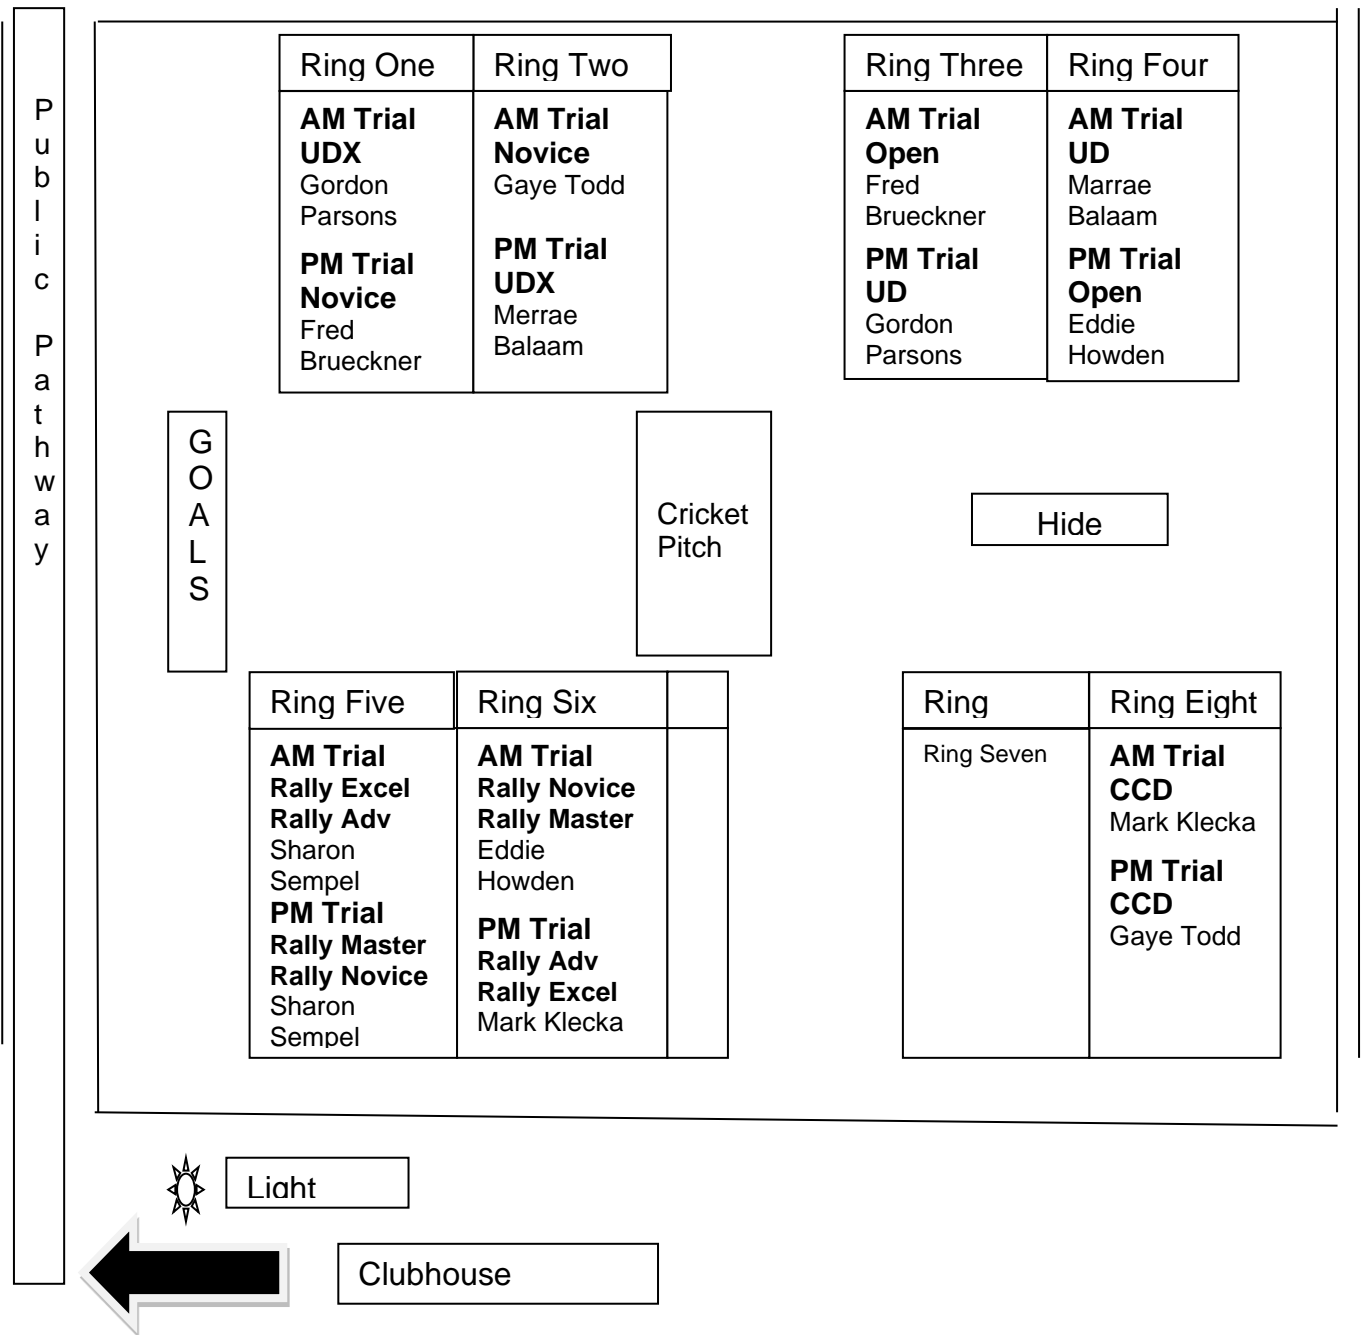 Public Pathway
Ring One
AM Trial
UDX
Gordon
Parsons
PM Trial
Novice
Fred
Brueckner
Ring Two
AM Trial
Novice
Gaye Todd
PM Trial
UDX
Merrae
Balaam
Ring Three
AM Trial
Open
Fred
Brueckner
PM Trial
UD
Gordon
Parsons
Ring Four
AM Trial
UD
Marrae
Balaam
PM Trial
Open
Eddie
Howden
GOALS
Cricket
Pitch
Hide
Ring Five
AM Trial
Rally Excel
Rally Adv
Sharon
Sempel
PM Trial
Rally Master
Rally Novice
Sharon
Sempel
Ring Six
AM Trial
Rally Novice
Rally Master
Eddie
Howden
PM Trial
Rally Adv
Rally Excel
Mark Klecka
Ring
Ring Seven
Ring Eight
AM Trial
CCD
Mark Klecka
PM Trial
CCD
Gaye Todd
Light
Clubhouse